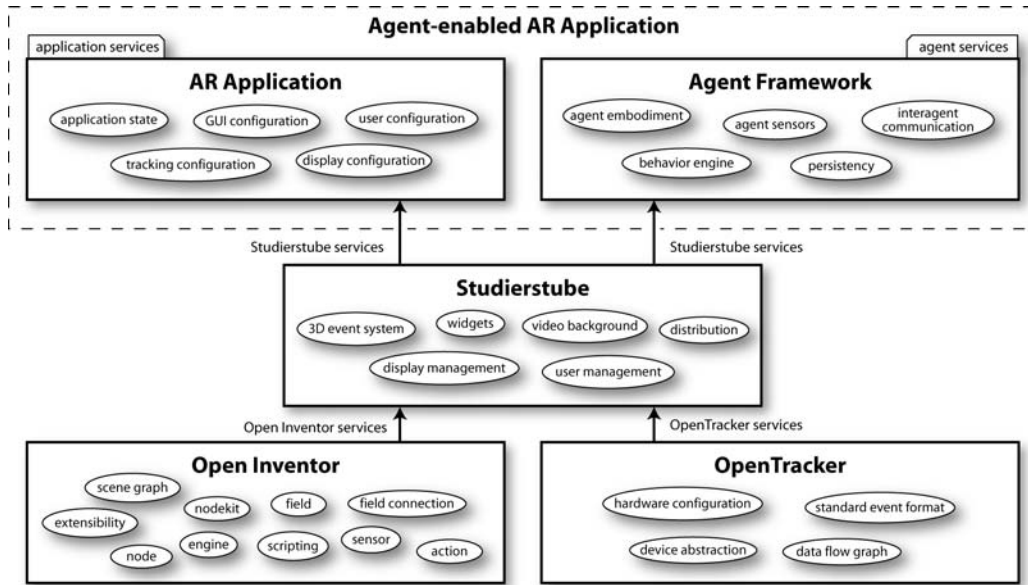 Agent-enabled AR Application
application services
agent services
AR Application
application state
GUI configuration
user configuration
tracking configuration
display configuration
Agent Framework
agent embodiment
agent sensors
interagent
communication
behavior engine
persistency
Studierstube services
Studierstube services
Studierstube
3D event system
widgets
video background
distribution
display management
user management
Open Inventor services
OpenTracker services
Open Inventor
scene graph
nodekit
field
field connection
extensibility
node
engine
scripting
sensor
action
OpenTracker
hardware configuration
standard event format
device abstraction
data flow graph